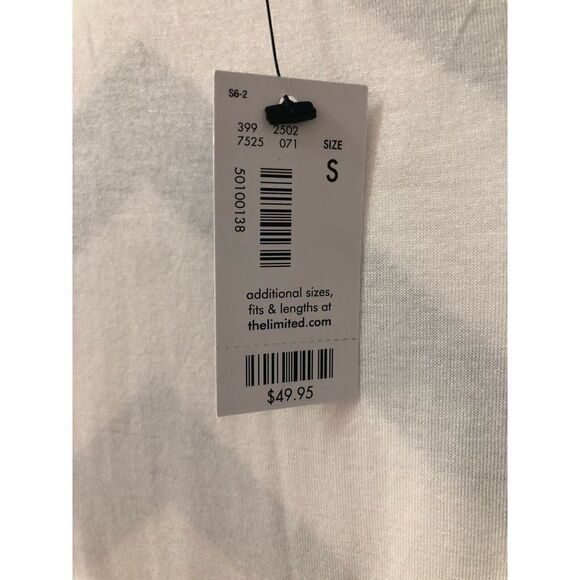 S6-2
399 2502
7525 071
SIZE
S
50100138
additional sizes,
fits & lengths at
thelimited.com
$49.95